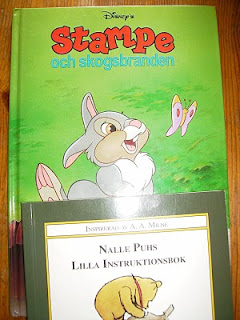 Disney's
Stampe
och skogsbranden
INSPIRERAD AV A. A. MILNE
NALLE PUHS
LILLA INSTRUKTIONSBOK